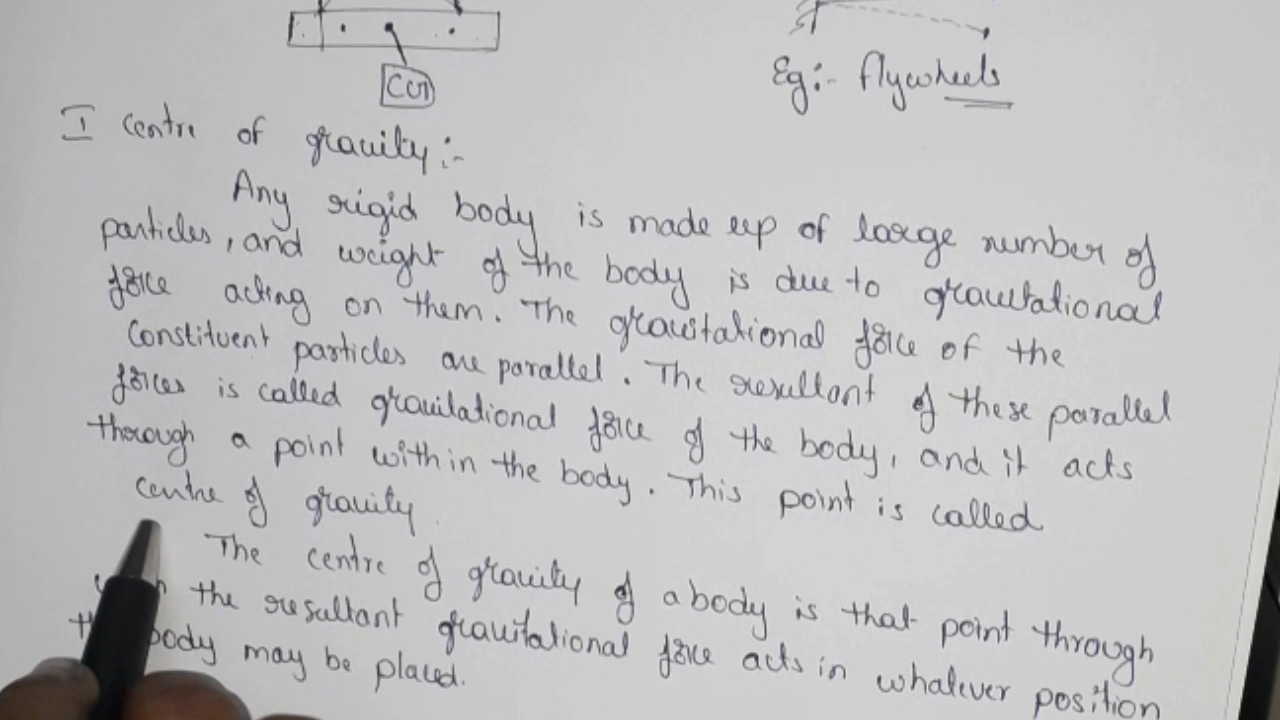 CG
Eg:- flywheels
I centre of gravity:-
Any rigid body is made up of large number of
particles, and weight of the body is due to gravitational
force acting on them. The gravitational force of the
constituent particles are parallel. The resultant of these parallel
forces is called gravitational force of the body, and it acts
through a point within the body. This point is called
centre of gravity.
The centre of gravity of a body is that point through
the resultant gravitational force acts in whatever position
body may be placed.